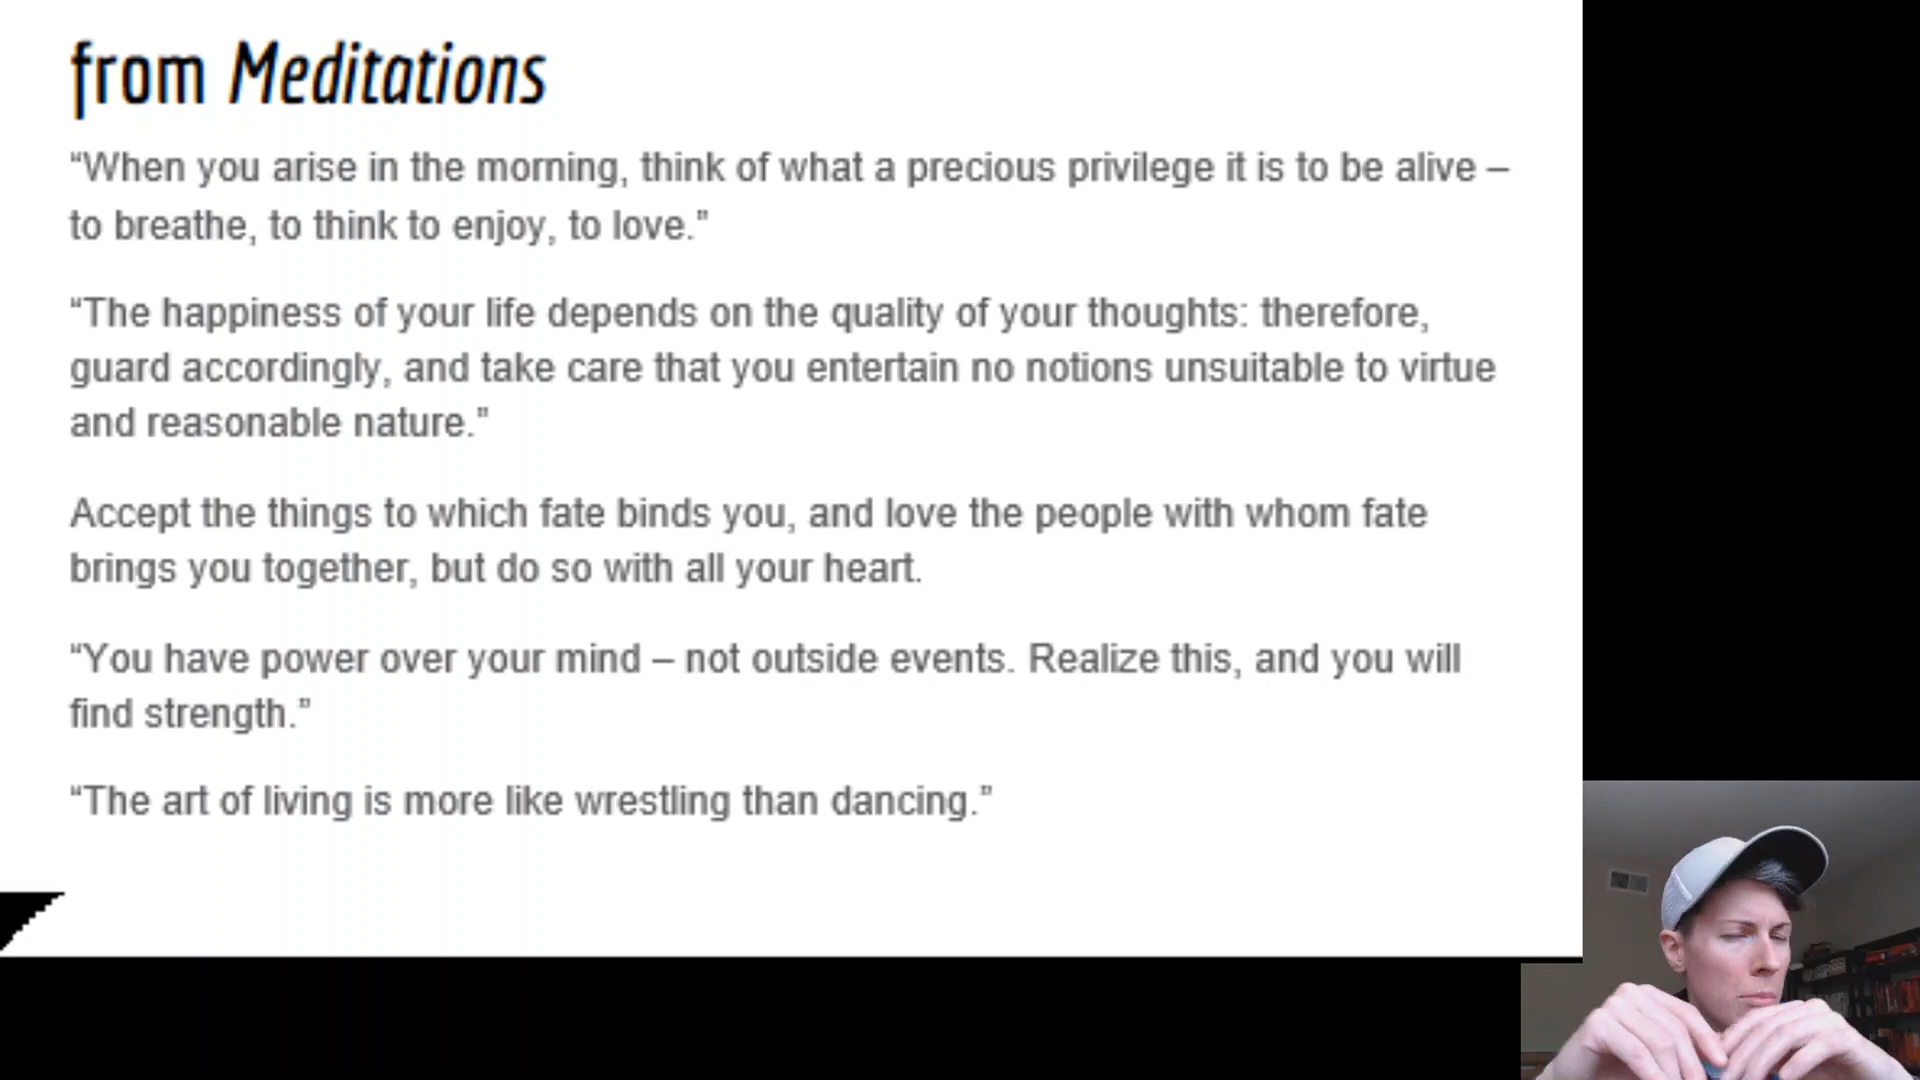 from Meditations
“When you arise in the morning, think of what a precious privilege it is to be alive –
to breathe, to think to enjoy, to love.”
“The happiness of your life depends on the quality of your thoughts: therefore,
guard accordingly, and take care that you entertain no notions unsuitable to virtue
and reasonable nature.”
Accept the things to which fate binds you, and love the people with whom fate
brings you together, but do so with all your heart.
“You have power over your mind – not outside events. Realize this, and you will
find strength.”
“The art of living is more like wrestling than dancing.”